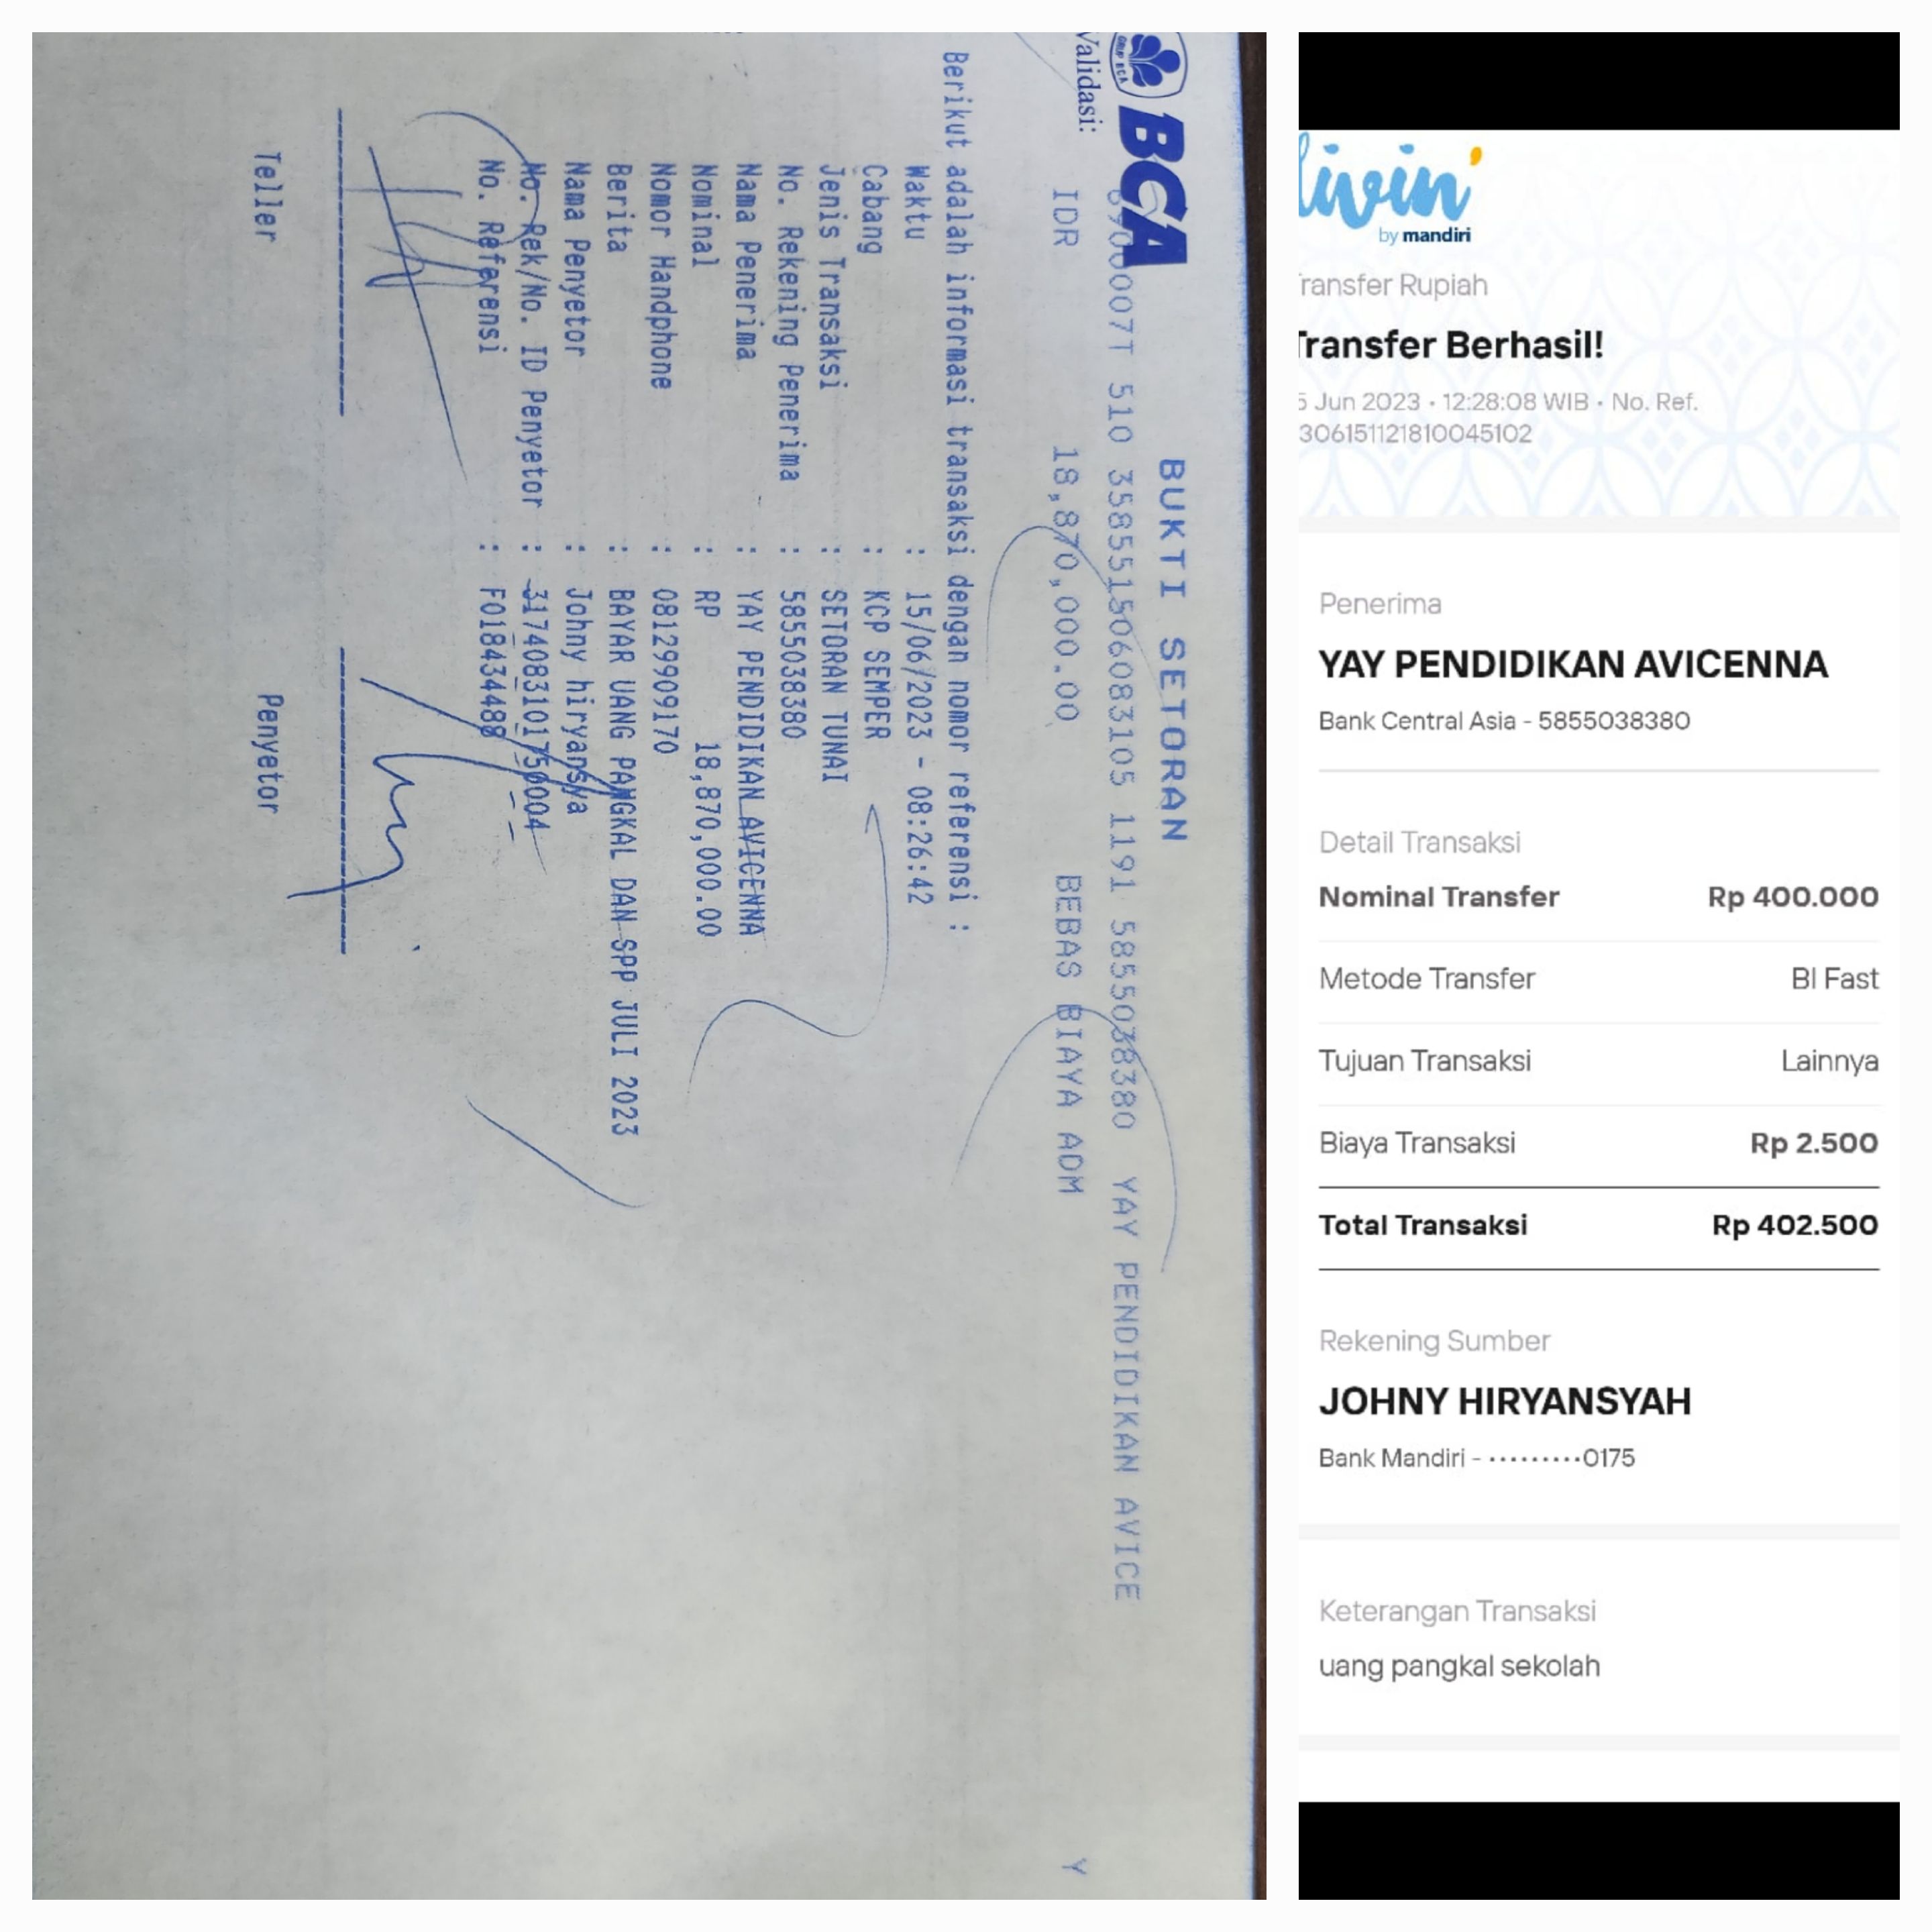 BCA
GRUP BCA
BUKTI SETORAN
Validasi:
007T 510 358551506083105 1191 5855038380 YAY PENDIDIKAN AVICE
IDR 18,870,000.00 BEBAS BIAYA ADM Y
Berikut adalah informasi transaksi dengan nomor referensi :
Waktu : 15/06/2023 - 08:26:42
Cabang : KCP SEMPER
Jenis Transaksi : SETORAN TUNAI
No. Rekening Penerima : 5855038380
Nama Penerima : YAY PENDIDIKAN AVICENNA
Nominal : RP 18,870,000.00
Nomor Handphone : 08129909170
Berita : BAYAR UANG PANGKAL DAN SPP JULI 2023
Nama Penyetor : Johny hiryansya
No. Rek/No. ID Penyetor : 3174083101750004
No. Referensi : F018434488
Teller Penyetor
livin'
by mandiri
ransfer Rupiah
Transfer Berhasil!
5 Jun 2023 • 12:28:08 WIB • No. Ref.
306151121810045102
Penerima
YAY PENDIDIKAN AVICENNA
Bank Central Asia - 5855038380
Detail Transaksi
Nominal Transfer Rp 400.000
Metode Transfer BI Fast
Tujuan Transaksi Lainnya
Biaya Transaksi Rp 2.500
Total Transaksi Rp 402.500
Rekening Sumber
JOHNY HIRYANSYAH
Bank Mandiri - •••••••••0175
Keterangan Transaksi
uang pangkal sekolah